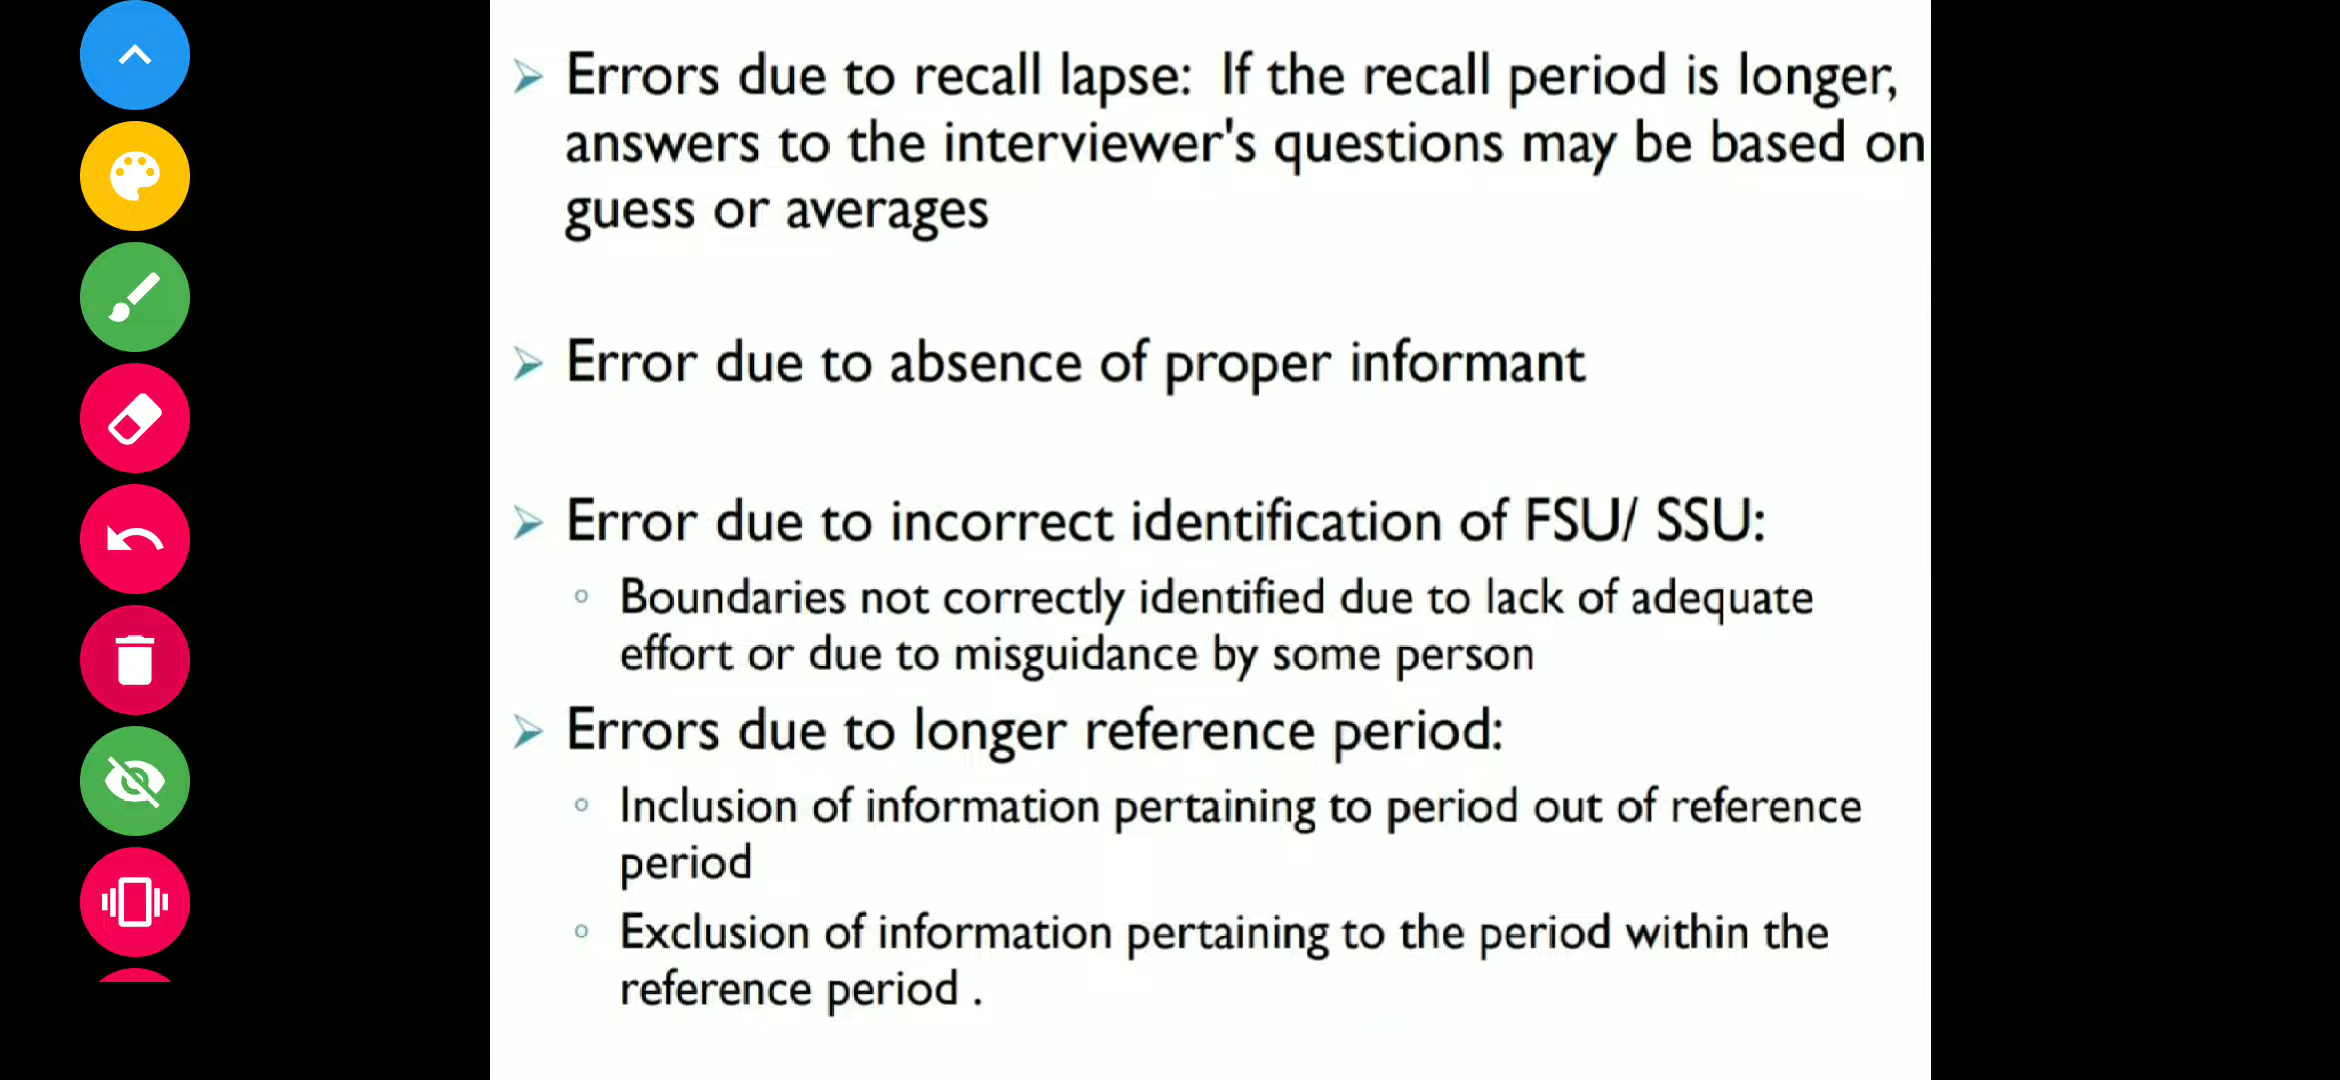 Errors due to recall lapse: If the recall period is longer,
answers to the interviewer's questions may be based on
guess or averages
Error due to absence of proper informant
Error due to incorrect identification of FSU/ SSU:
Boundaries not correctly identified due to lack of adequate
effort or due to misguidance by some person
Errors due to longer reference period:
Inclusion of information pertaining to period out of reference
period
Exclusion of information pertaining to the period within the
reference period .